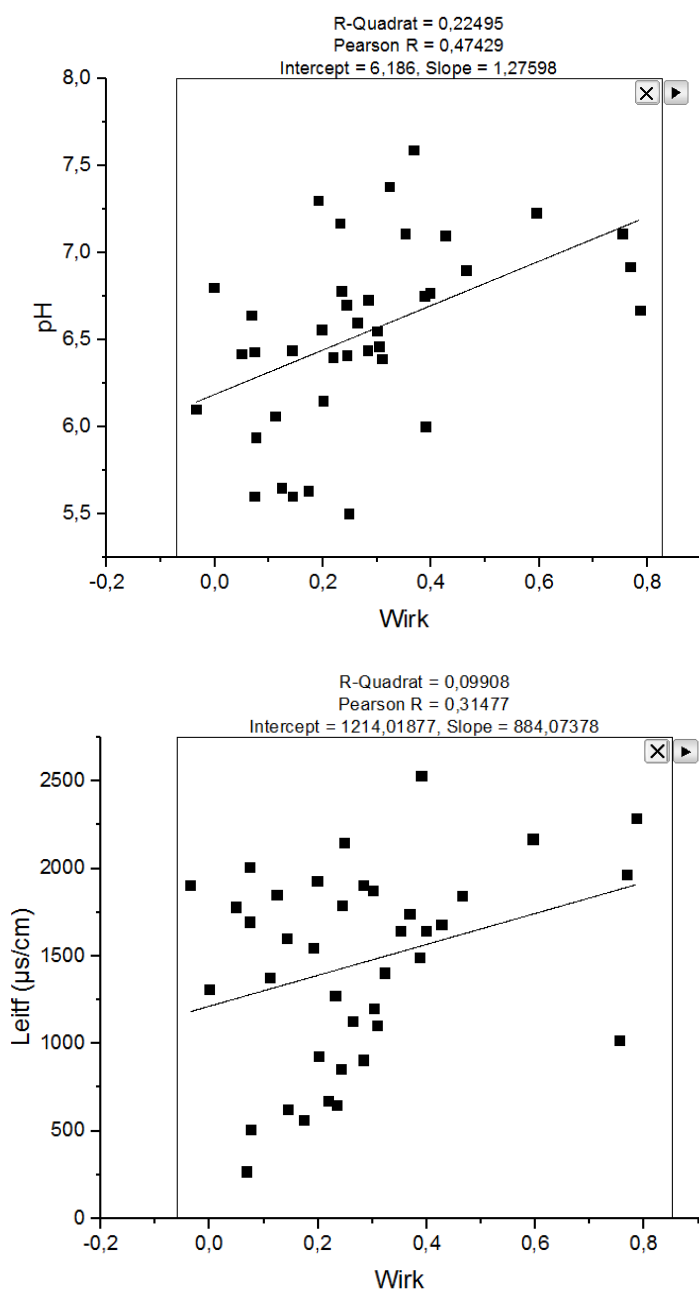 R-Quadrat = 0,22495
Pearson R = 0,47429
Intercept = 6,186, Slope = 1,27598
8,0
7,5
7,0
6,5
6,0
5,5
pH
-0,2
0,0
0,2
0,4
0,6
0,8
Wirk
R-Quadrat = 0,09908
Pearson R = 0,31477
Intercept = 1214,01877, Slope = 884,07378
2500
2000
1500
1000
500
0
Leitf (µs/cm)
-0,2
0,0
0,2
0,4
0,6
0,8
Wirk